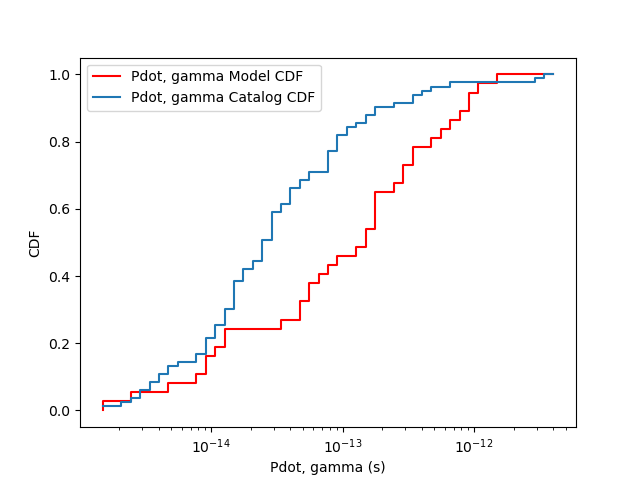 Pdot, gamma Model CDF
Pdot, gamma Catalog CDF
1.0
0.8
0.6
0.4
0.2
0.0
CDF
10⁻¹⁴ 10⁻¹³ 10⁻¹²
Pdot, gamma (s)